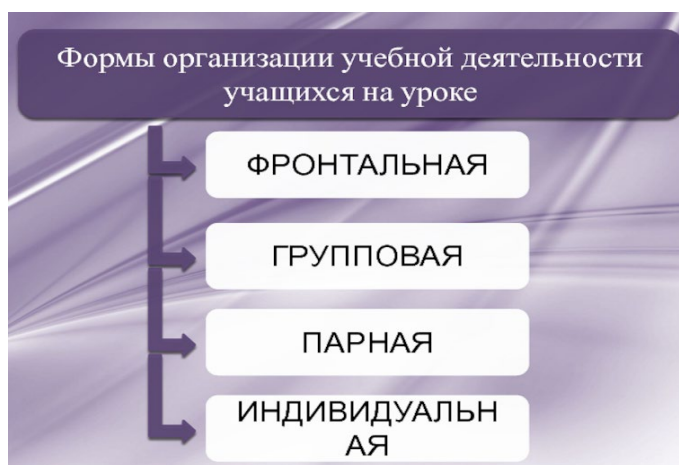 Формы организации учебной деятельности
учащихся на уроке
ФРОНТАЛЬНАЯ
ГРУППОВАЯ
ПАРНАЯ
ИНДИВИДУАЛЬН
АЯ